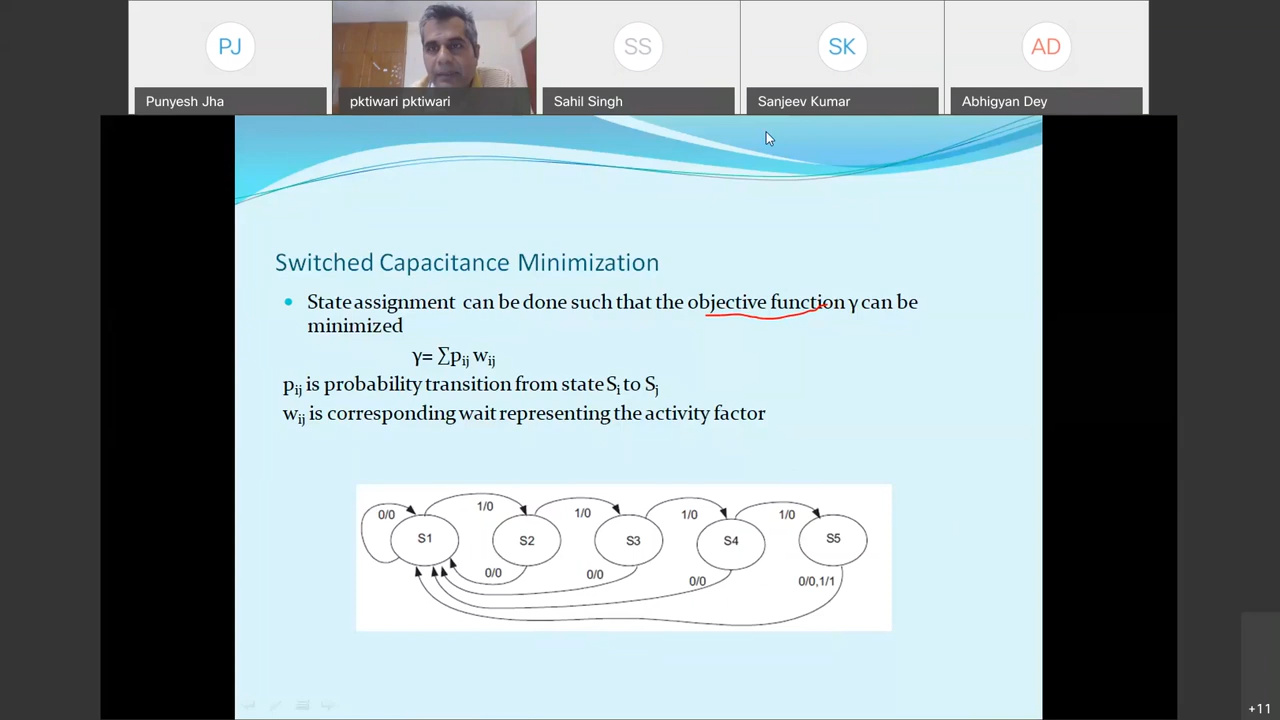 PJ
SS
SK
AD
Punyesh Jha
pktiwari pktiwari
Sahil Singh
Sanjeev Kumar
Abhigyan Dey
Switched Capacitance Minimization
State assignment can be done such that the objective function γ can be
minimized
γ= ∑pij wij
pij is probability transition from state Si to Sj
wij is corresponding wait representing the activity factor
0/0
1/0
1/0
1/0
1/0
S1
S2
S3
S4
S5
0/0
0/0
0/0
0/0,1/1
+11